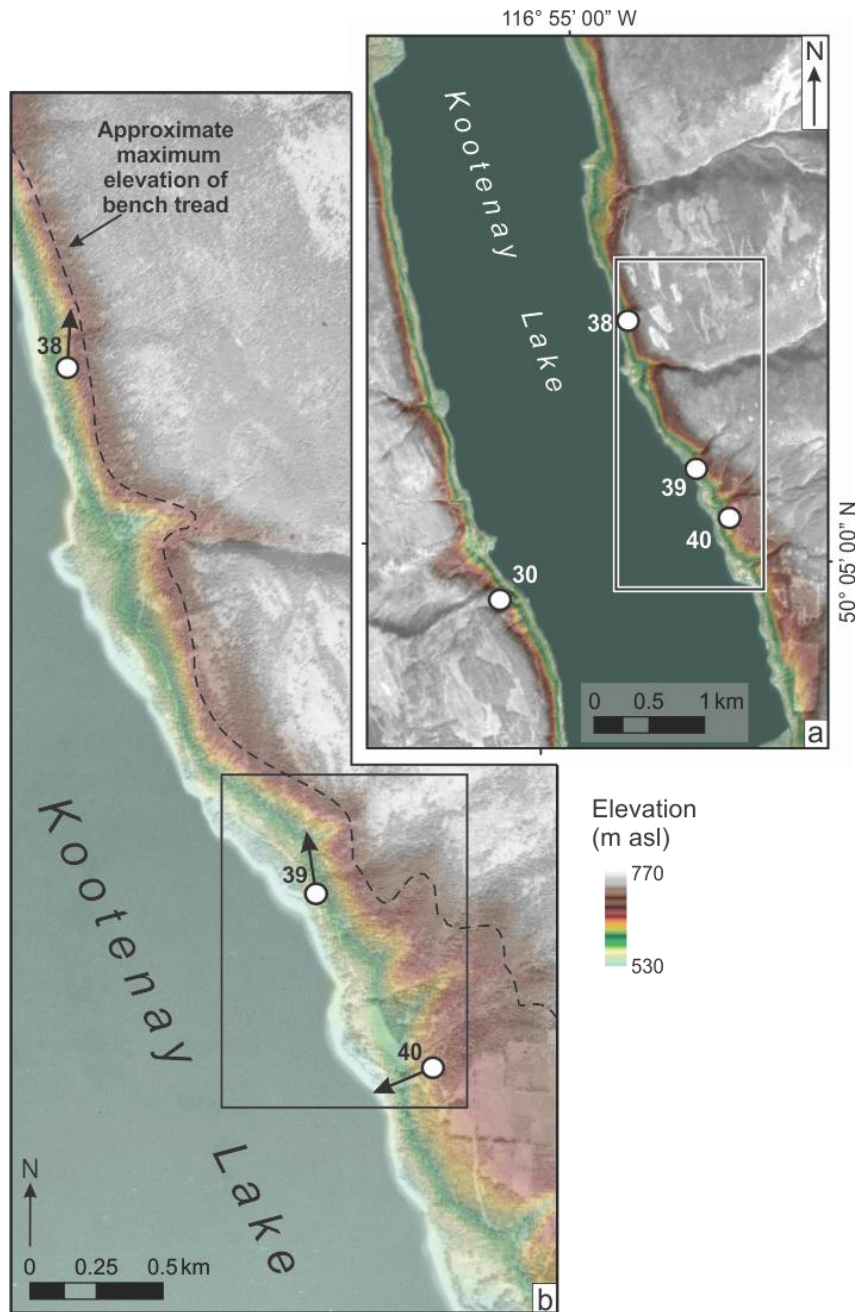 116° 55' 00" W
N
Kootenay
Lake
38
39
40
30
50° 05' 00" N
0 0.5 1 km
a
Approximate
maximum
elevation of
bench tread
38
39
40
Kootenay
Lake
N
0 0.25 0.5 km
b
Elevation
(m asl)
770
530